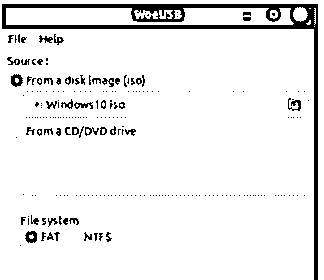 WoeUSB
File Help
Source:
From a disk image (iso)
Windows10 iso
From a CD/DVD drive
File system
FAT NTFS